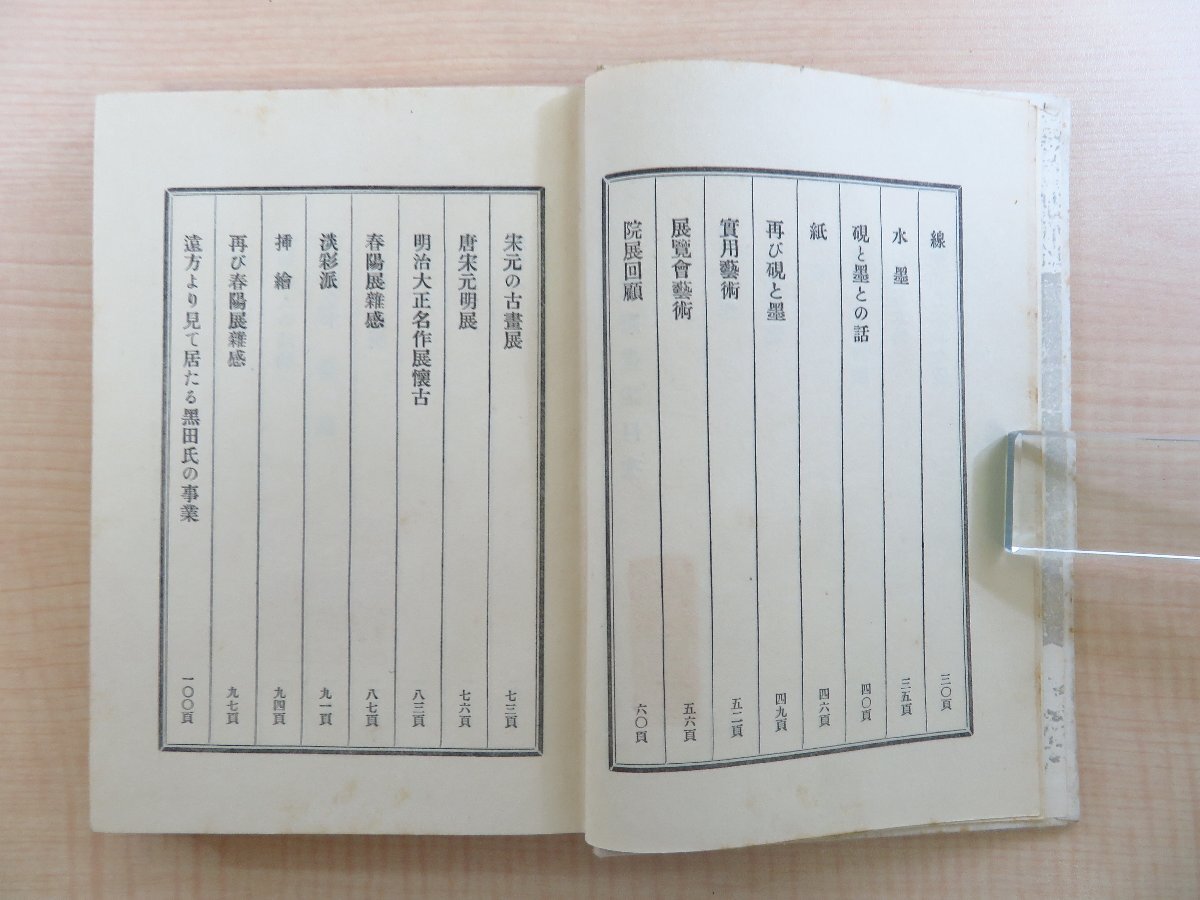 線 三〇頁
水墨 三五頁
硯と墨との話 四〇頁
紙 四六頁
再び硯と墨 四九頁
實用藝術 五二頁
展覽會藝術 五六頁
院展回顧 六〇頁
宋元の古畫展 七三頁
唐宋元明展 七六頁
明治大正名作展懷古 八三頁
春陽展雜感 八七頁
淡彩派 九一頁
挿繪 九四頁
再び春陽展雜感 九七頁
遠方より見て居たる黑田氏の事業 一〇〇頁